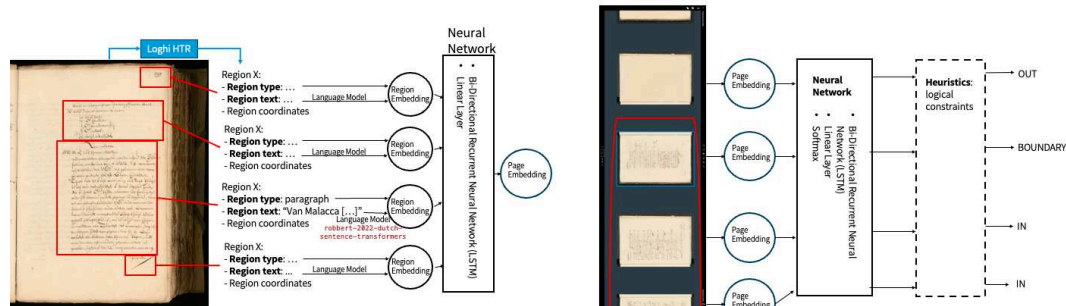 Loghi HTR
Region X:
- Region type: …
- Region text: …
- Region coordinates
Language Model
Region
Embedding
Region X:
- Region type: …
- Region text: …
- Region coordinates
Language Model
Region
Embedding
Region X:
- Region type: paragraph
- Region text: “Van Malacca […]”
- Region coordinates
Language Model
robbert-2022-dutch-
sentence-transformers
Region
Embedding
Region X:
- Region type: …
- Region text: ...
- Region coordinates
Language Model
Region
Embedding
Neural
Network
• Bi-Directional Recurrent Neural Network (LSTM)
• Linear Layer
Page
Embedding
Page
Embedding
Page
Embedding
Page
Embedding
Page
Embedding
Neural
Network
• Bi-Directional Recurrent Neural
Network (LSTM)
• Linear Layer
Softmax
Heuristics:
logical
constraints
OUT
BOUNDARY
IN
IN